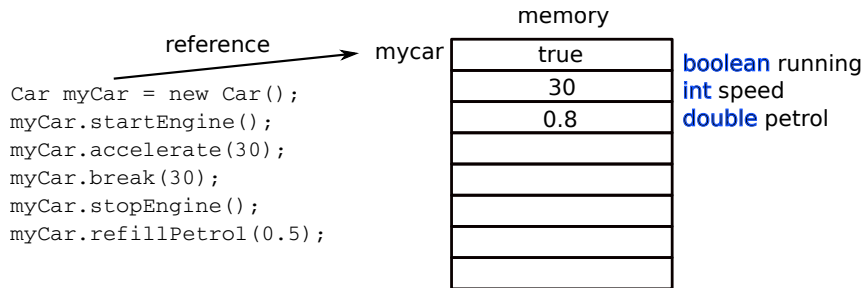 memory
reference
mycar
true
boolean running
30
int speed
0.8
double petrol
Car myCar = new Car();
myCar.startEngine();
myCar.accelerate(30);
myCar.break(30);
myCar.stopEngine();
myCar.refillPetrol(0.5);